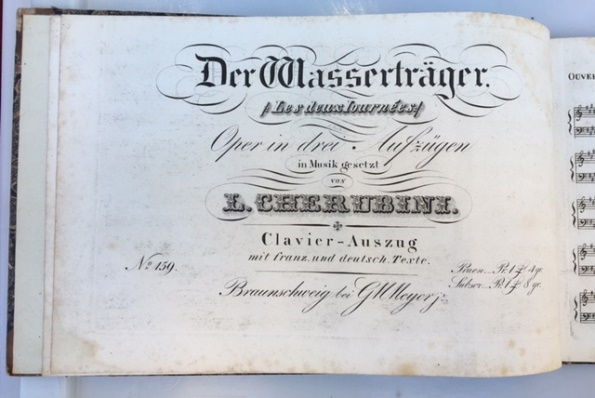 Der Wasserträger.
(Les deux Journées)
Oper in drei Aufzügen
in Musik gesetzt
von
L. CHERUBINI.
Clavier-Auszug
mit franz. und deutsch. Texte.
No. 159.
Braunschweig bei G M Meyer jr.
OUVER